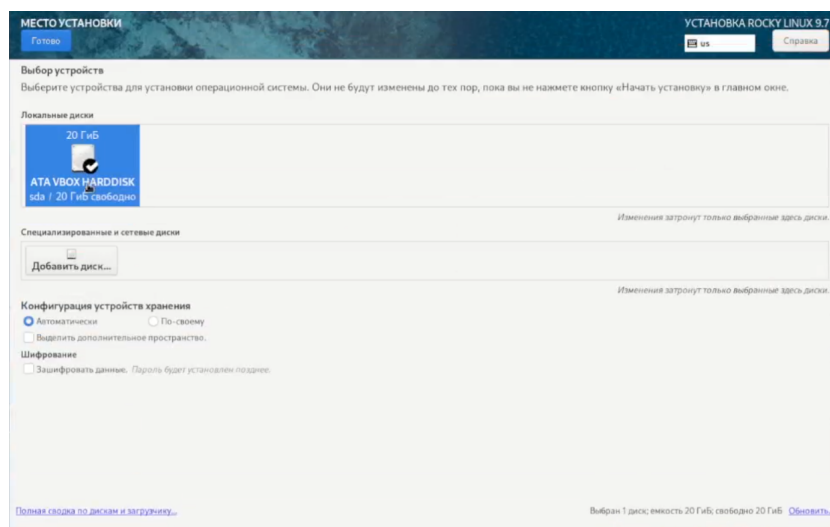 МЕСТО УСТАНОВКИ
УСТАНОВКА ROCKY LINUX 9.7
Готово
us
Справка
Выбор устройств
Выберите устройства для установки операционной системы. Они не будут изменены до тех пор, пока вы не нажмете кнопку «Начать установку» в главном окне.
Локальные диски
20 ГиБ
ATA VBOX HARDDISK
sda / 20 ГиБ свободно
Изменения затронут только выбранные здесь диски.
Специализированные и сетевые диски
Добавить диск...
Изменения затронут только выбранные здесь диски.
Конфигурация устройств хранения
Автоматически
По-своему
Выделить дополнительное пространство.
Шифрование
Зашифровать данные. Пароль будет установлен позднее.
Полная сводка по дискам и загрузчику...
Выбран 1 диск; емкость 20 ГиБ; свободно 20 ГиБ Обновить.